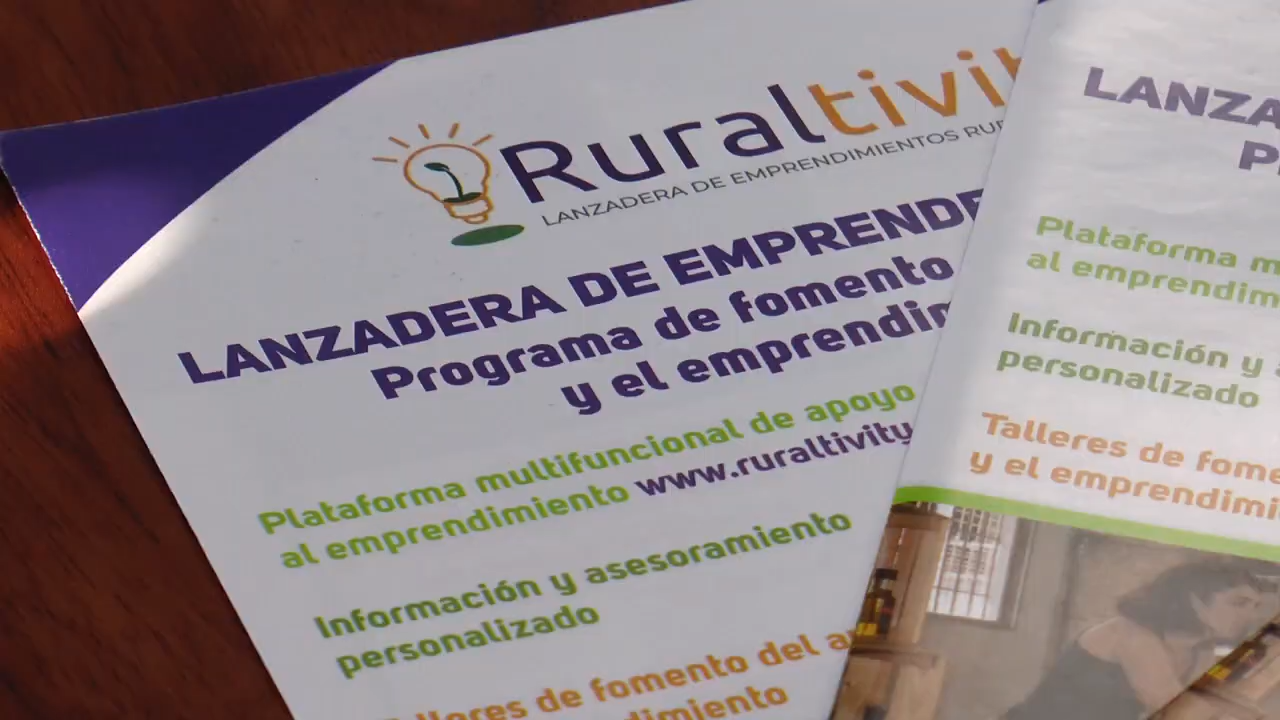 Ruraltivit
LANZADERA DE EMPRENDIMIENTOS RUR
LANZADERA DE EMPRENDE
Programa de fomento
y el emprendim
Plataforma multifuncional de apoyo
al emprendimiento www.ruraltivity
Información y asesoramiento
personalizado
Talleres de fomento del a
dimiento
LANZA
P
Plataforma m
al emprendim
Información y a
personalizado
Talleres de fome
y el emprendimi